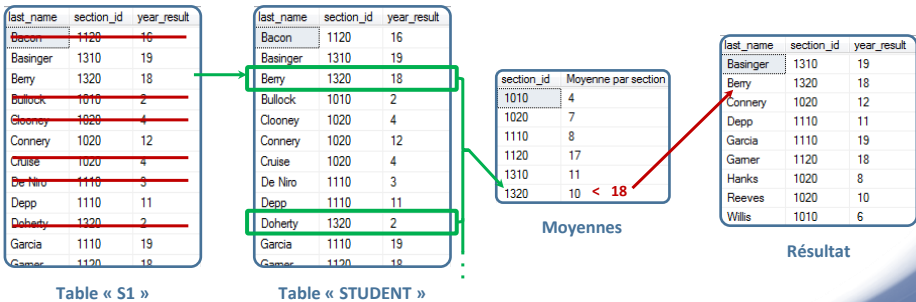 last_name section_id year_result
Bacon 1120 16
Basinger 1310 19
Berry 1320 18
Bullock 1010 2
Clooney 1020 4
Connery 1020 12
Cruise 1020 4
De Niro 1110 3
Depp 1110 11
Doherty 1320 2
Garcia 1110 19
Garner 1120 18
Table « S1 »
last_name section_id year_result
Bacon 1120 16
Basinger 1310 19
Berry 1320 18
Bullock 1010 2
Clooney 1020 4
Connery 1020 12
Cruise 1020 4
De Niro 1110 3
Depp 1110 11
Doherty 1320 2
Garcia 1110 19
Garner 1120 18
Table « STUDENT »
section_id Moyenne par section
1010 4
1020 7
1110 8
1120 17
1310 11
1320 10 < 18
Moyennes
last_name section_id year_result
Basinger 1310 19
Berry 1320 18
Connery 1020 12
Depp 1110 11
Garcia 1110 19
Garner 1120 18
Hanks 1020 8
Reeves 1020 10
Willis 1010 6
Résultat